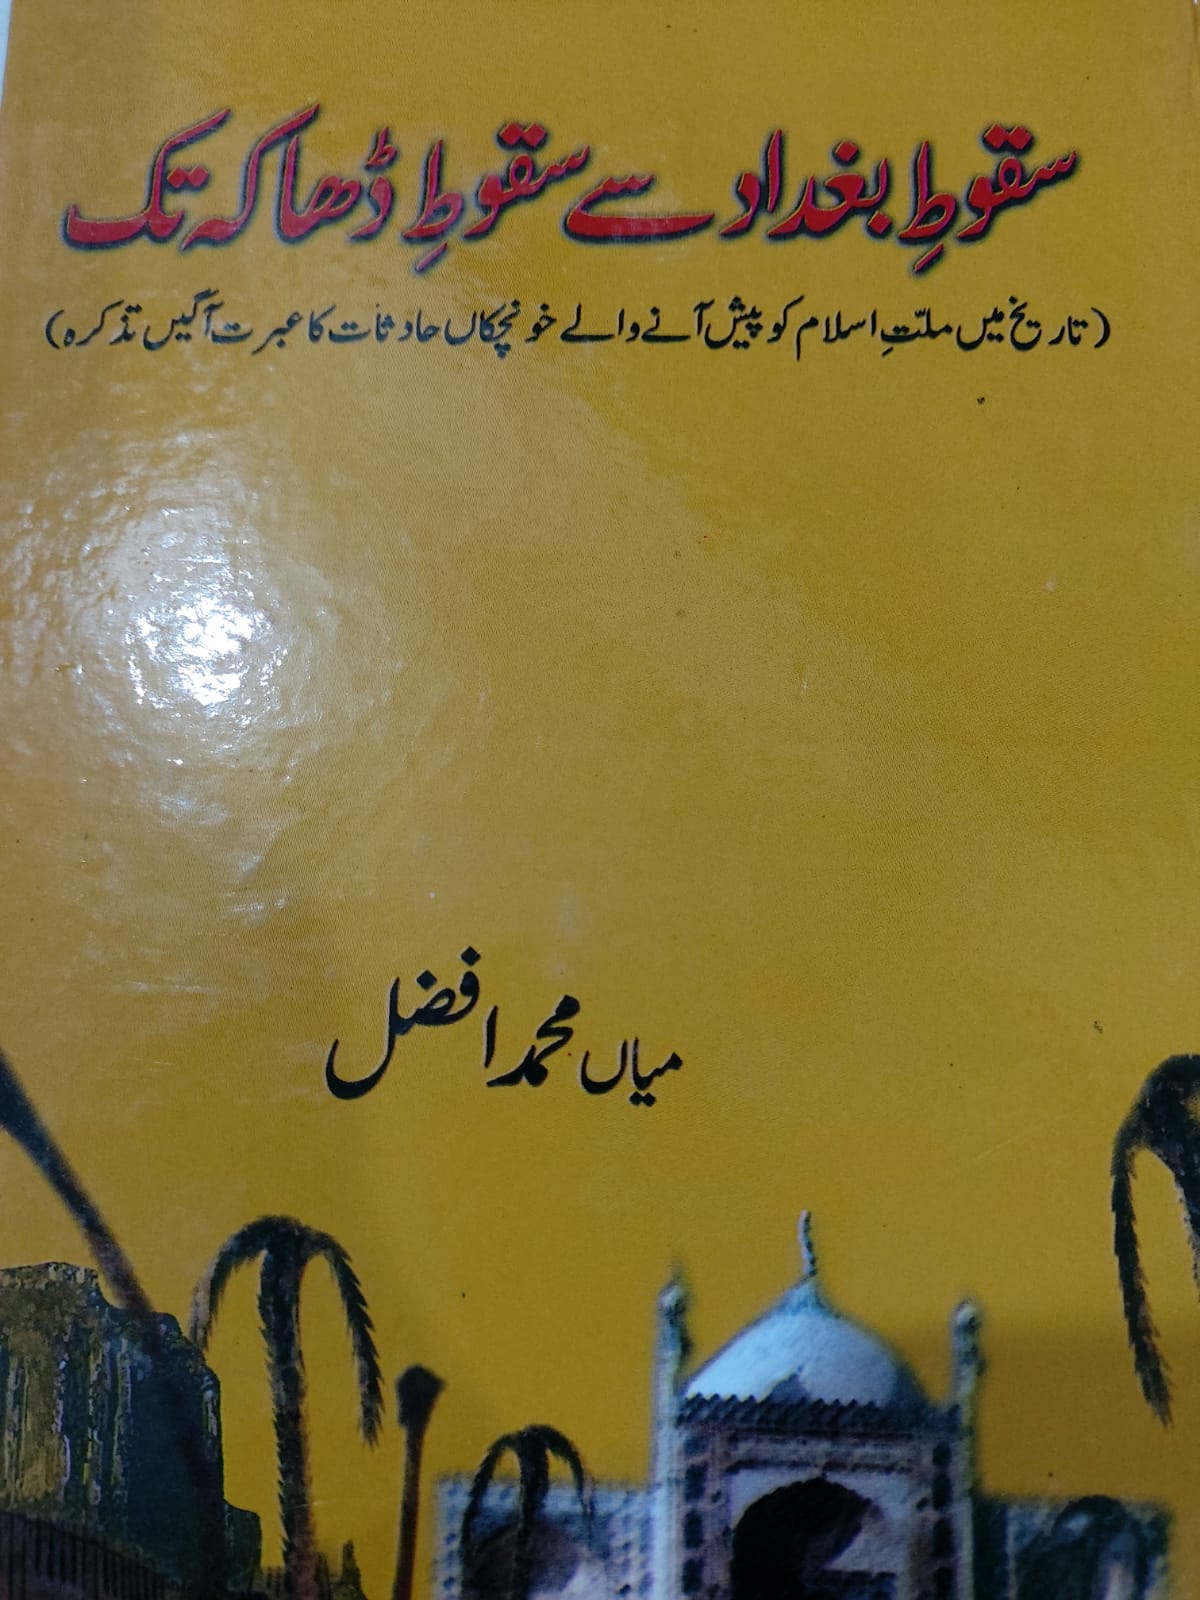 سقوطِ بغداد سے سقوطِ ڈھاکہ تک
(تاریخ میں ملتِ اسلام کو پیش آنے والے خونچکاں حادثات کا عبرت آگیں تذکرہ)
میاں محمد افضل